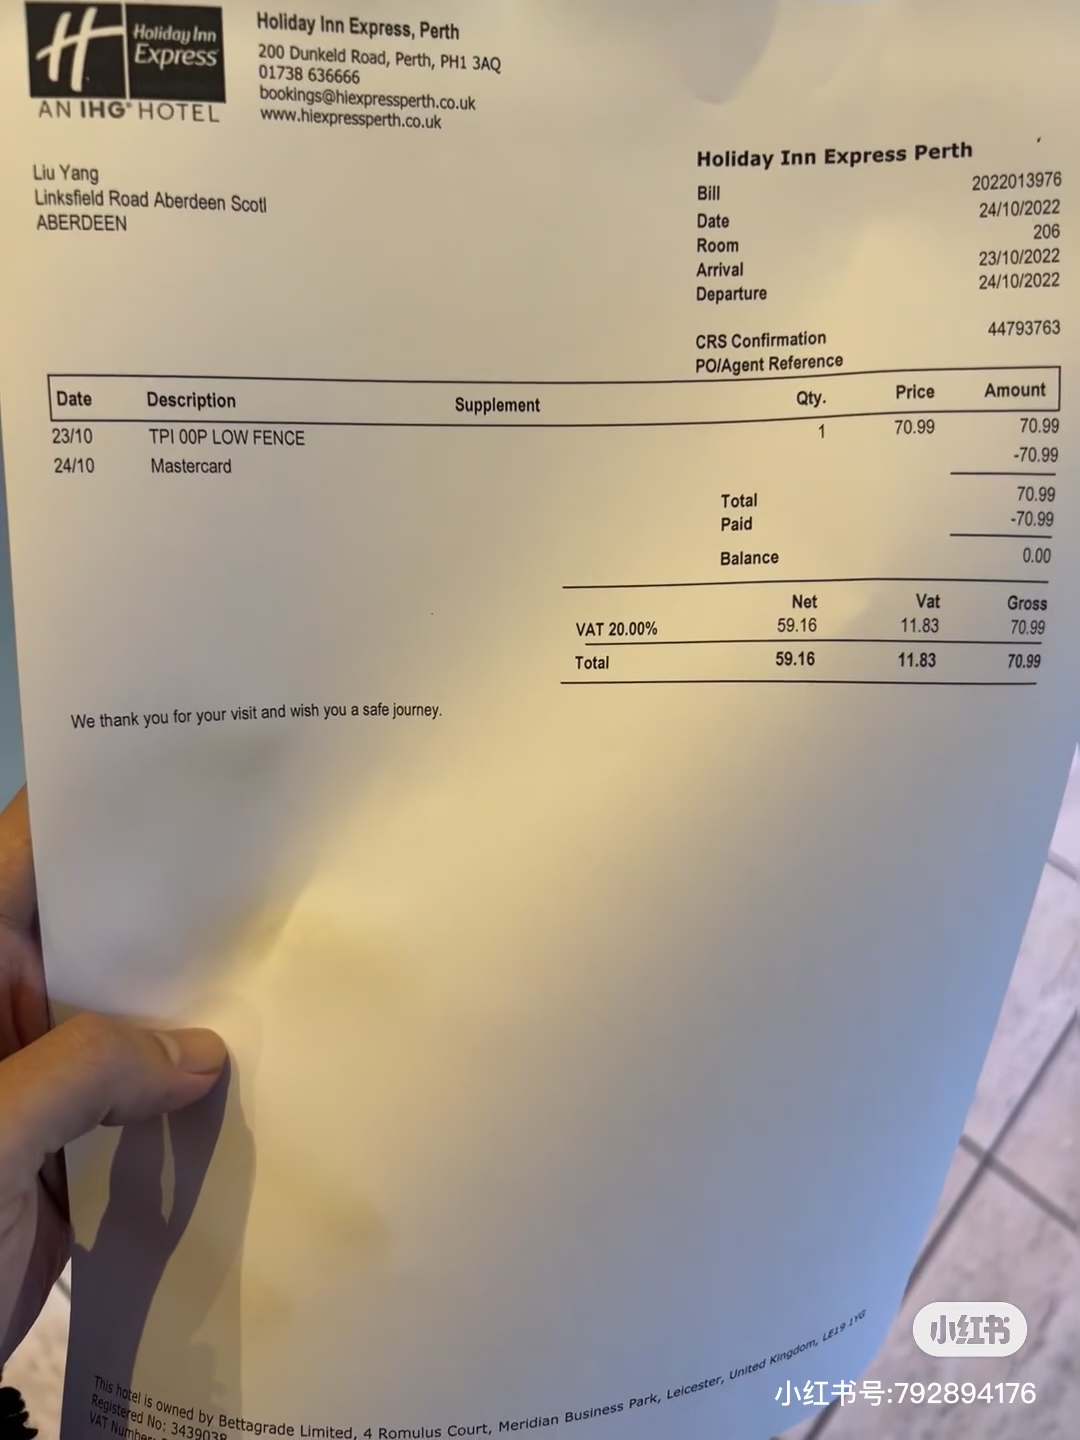 Holiday Inn
Express
AN IHG® HOTEL
Holiday Inn Express, Perth
200 Dunkeld Road, Perth, PH1 3AQ
01738 636666
bookings@hiexpressperth.co.uk
www.hiexpressperth.co.uk
Liu Yang
Linksfield Road Aberdeen Scotl
ABERDEEN
Holiday Inn Express Perth
Bill 2022013976
Date 24/10/2022
Room 206
Arrival 23/10/2022
Departure 24/10/2022
CRS Confirmation 44793763
PO/Agent Reference
Date Description Supplement Qty. Price Amount
23/10 TPI 00P LOW FENCE 1 70.99 70.99
24/10 Mastercard -70.99
Total 70.99
Paid -70.99
Balance 0.00
Net Vat Gross
VAT 20.00% 59.16 11.83 70.99
Total 59.16 11.83 70.99
We thank you for your visit and wish you a safe journey.
This hotel is owned by Bettagrade Limited, 4 Romulus Court, Meridian Business Park, Leicester, United Kingdom, LE19 1YG
Registered No: 3439038
VAT Number:
小红书
小红书号:792894176